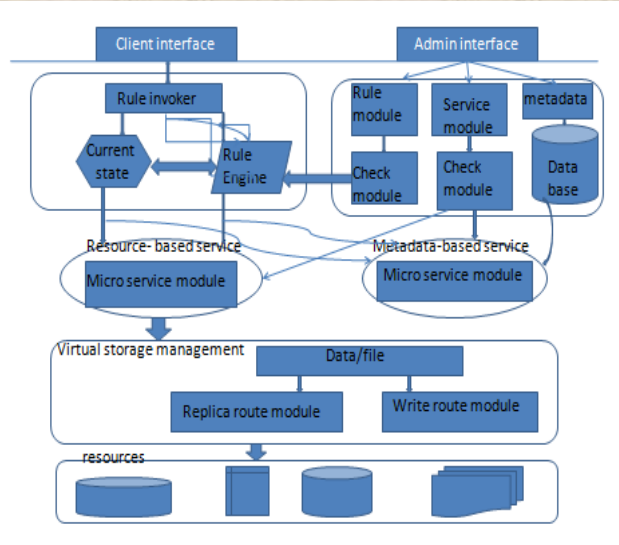 Client interface
Admin interface
Rule invoker
Current
state
Rule
Engine
Rule
module
Service
module
metadata
Check
module
Check
module
Data
base
Resource- based service
Micro service module
Metadata-based service
Micro service module
Virtual storage management
Data/file
Replica route module
Write route module
resources